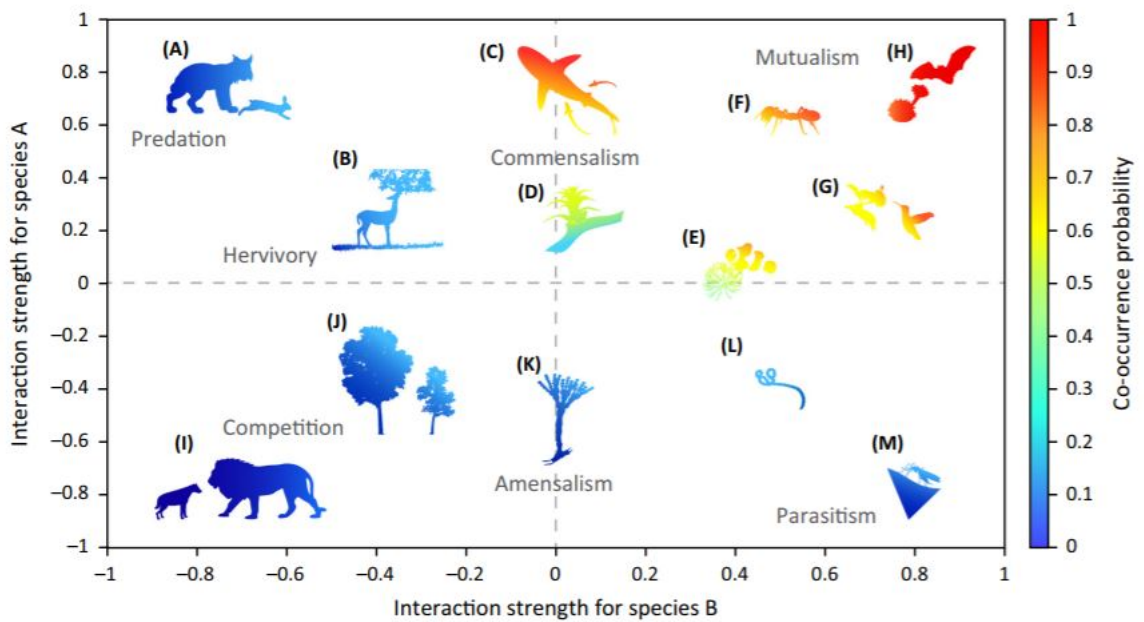 1
(A)
(C)
Mutualism
(H)
1
0.8
0.9
(F)
0.6
0.8
Predation
(B)
Commensalism
0.4
(D)
(G)
0.7
0.2
Hervivory
(E)
0.6
0
0.5
(J)
−0.2
(L)
0.4
(K)
−0.4
0.3
Competition
−0.6
(I)
(M)
0.2
Amensalism
−0.8
Parasitism
0.1
−1
0
−1
−0.8
−0.6
−0.4
−0.2
0
0.2
0.4
0.6
0.8
1
Interaction strength for species B
Interaction strength for species A
Co-occurrence probability